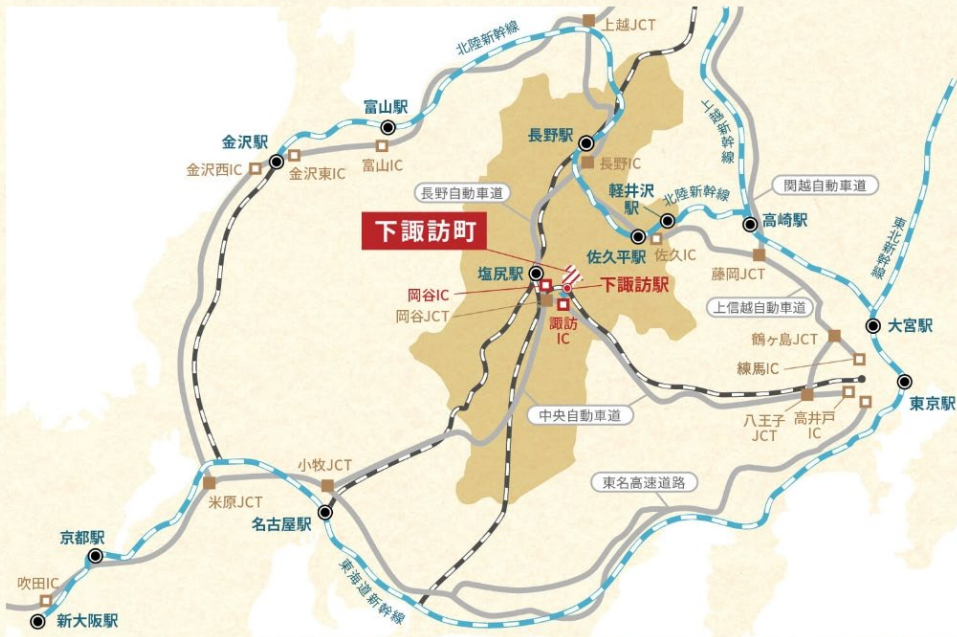 上越JCT
北陸新幹線
富山駅
金沢駅
金沢西IC
金沢東IC
富山IC
長野駅
長野IC
長野自動車道
上越新幹線
軽井沢
駅
北陸新幹線
関越自動車道
高崎駅
下諏訪町
佐久平駅
佐久IC
藤岡JCT
東北新幹線
塩尻駅
下諏訪駅
岡谷IC
岡谷JCT
諏訪
IC
上信越自動車道
大宮駅
鶴ヶ島JCT
練馬IC
東京駅
中央自動車道
八王子
JCT
高井戸
IC
小牧JCT
米原JCT
東名高速道路
名古屋駅
京都駅
東海道新幹線
吹田IC
新大阪駅